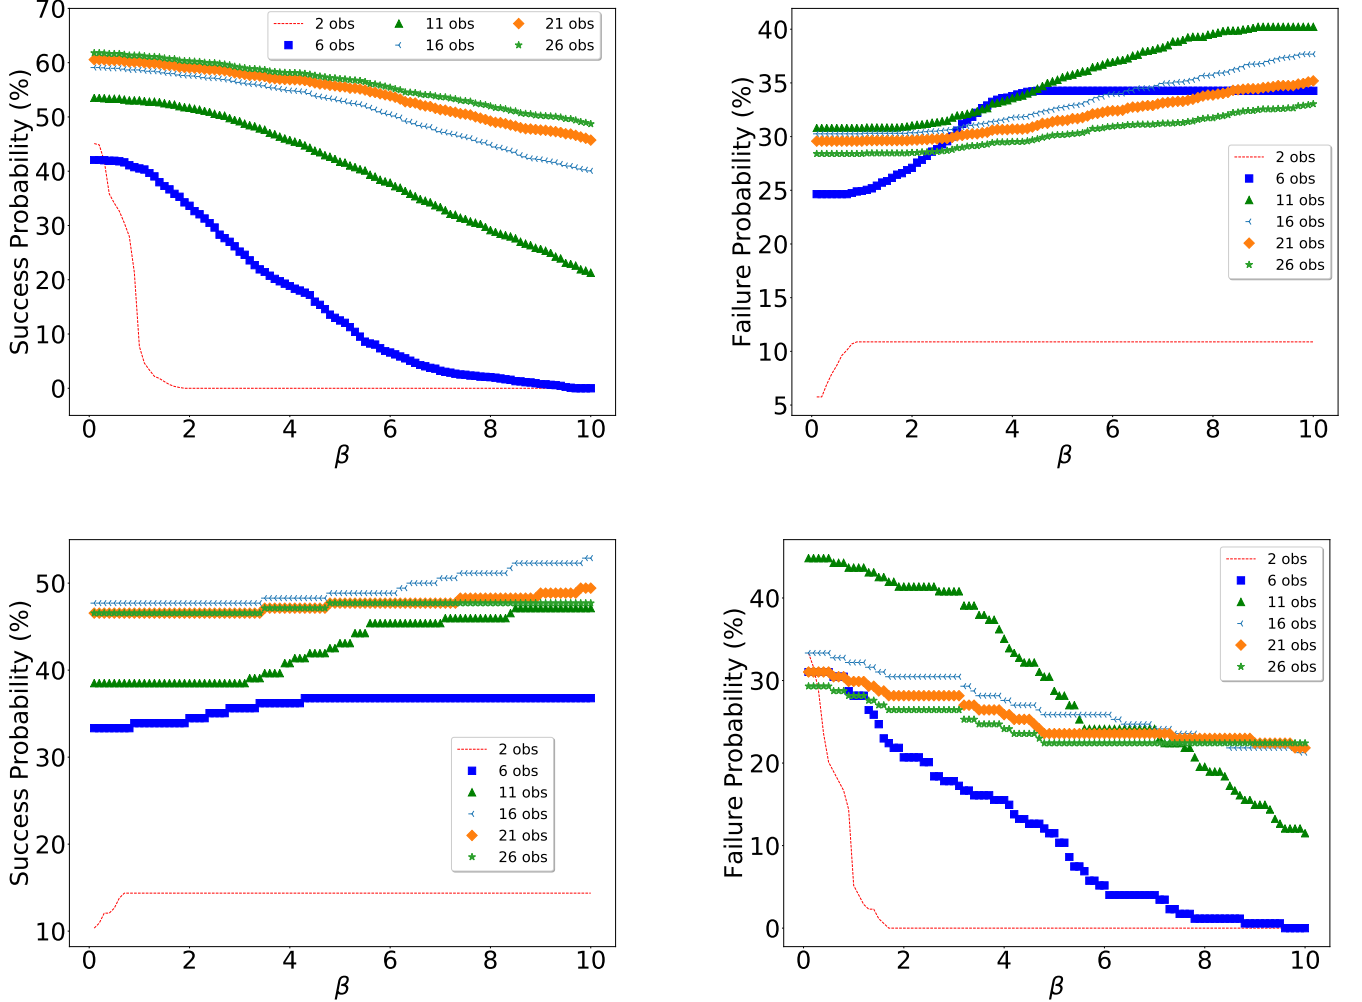 Success Probability (%)
70
60
50
40
30
20
10
0
2 obs
11 obs
21 obs
6 obs
16 obs
26 obs
0 2 4 6 8 10
β
Failure Probability (%)
40
35
30
25
20
15
10
5
2 obs
6 obs
11 obs
16 obs
21 obs
26 obs
0 2 4 6 8 10
β
Success Probability (%)
50
40
30
20
10
2 obs
6 obs
11 obs
16 obs
21 obs
26 obs
0 2 4 6 8 10
β
Failure Probability (%)
40
30
20
10
0
2 obs
6 obs
11 obs
16 obs
21 obs
26 obs
0 2 4 6 8 10
β